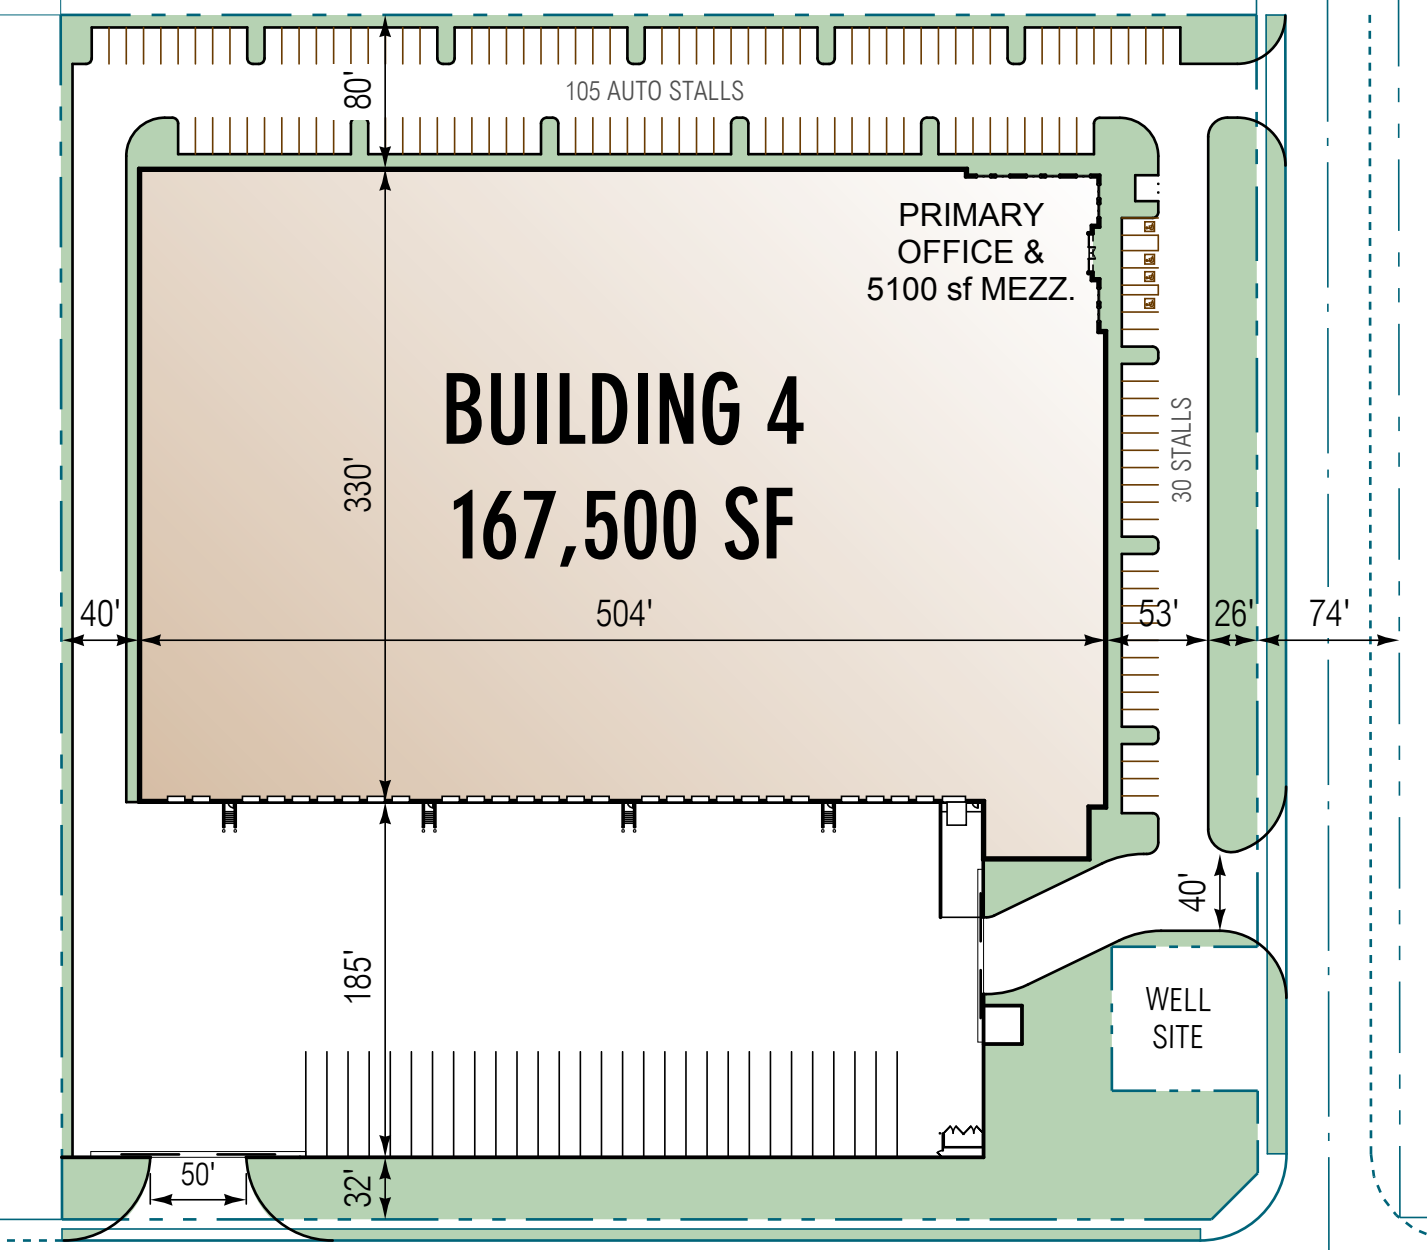 80'
105 AUTO STALLS
PRIMARY
OFFICE &
5100 sf MEZZ.
BUILDING 4
167,500 SF
330'
30 STALLS
40'
504'
53'
26'
74'
40'
185'
WELL
SITE
50'
32'